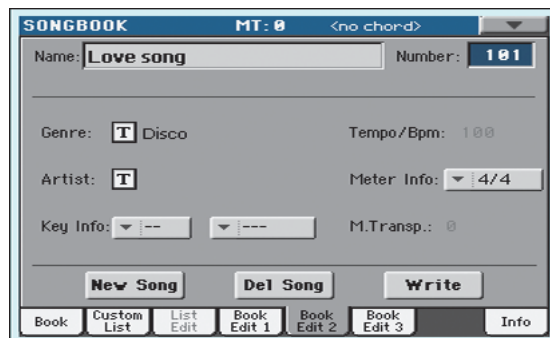 SONGBOOK MT:0 <no chord>
Name: Love song Number: 101
Genre: T Disco Tempo/Bpm: 100
Artist: T Meter Info: 4/4
Key Info: -- --- M.Transp.: 0
New Song Del Song Write
Book Custom List List Edit Book Edit 1 Book Edit 2 Book Edit 3 Info